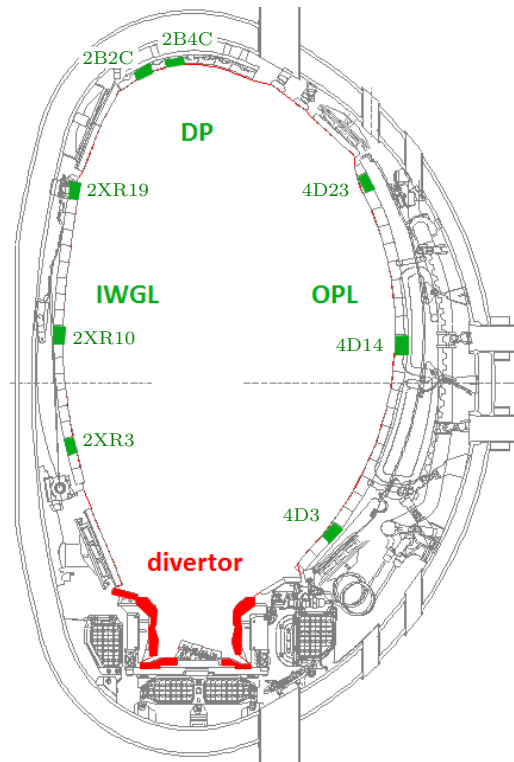 2B4C
2B2C
DP
2XR19
4D23
IWGL
OPL
2XR10
4D14
2XR3
4D3
divertor